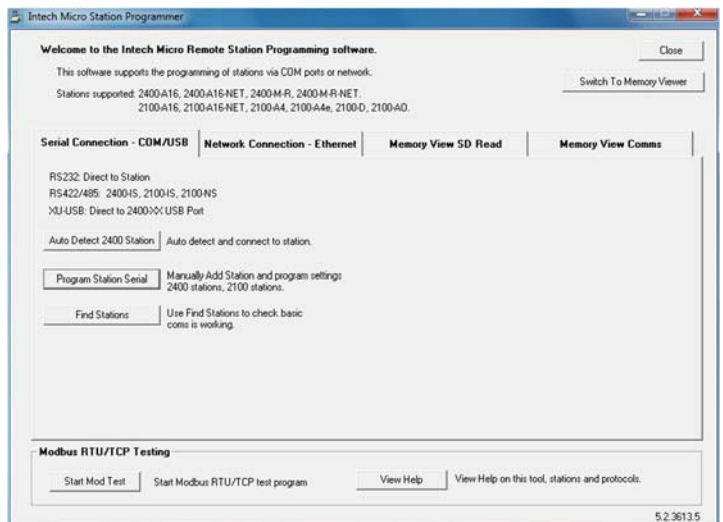 Intech Micro Station Programmer
Welcome to the Intech Micro Remote Station Programming software.
Close
This software supports the programming of stations via COM ports or network.
Switch To Memory Viewer
Stations supported: 2400-A16, 2400-A16-NET, 2400-M-R, 2400-M-R-NET.
2100-A16, 2100-A16-NET, 2100-A4, 2100-A4e, 2100-D, 2100-AO.
Serial Connection - COM/USB
Network Connection - Ethernet
Memory View SD Read
Memory View Comms
RS232: Direct to Station
RS422/485: 2400-IS, 2100-IS, 2100-NS
XU-USB: Direct to 2400-XX USB Port
Auto Detect 2400 Station
Auto detect and connect to station.
Program Station Serial
Manually Add Station and program settings
2400 stations, 2100 stations.
Find Stations
Use Find Stations to check basic
coms is working.
Modbus RTU/TCP Testing
Start Mod Test
Start Modbus RTU/TCP test program
View Help
View Help on this tool, stations and protocols.
5.2.3613.5